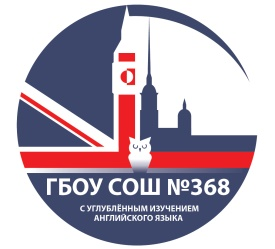 ГБОУ СОШ №368
С УГЛУБЛЁННЫМ ИЗУЧЕНИЕМ
АНГЛИЙСКОГО ЯЗЫКА